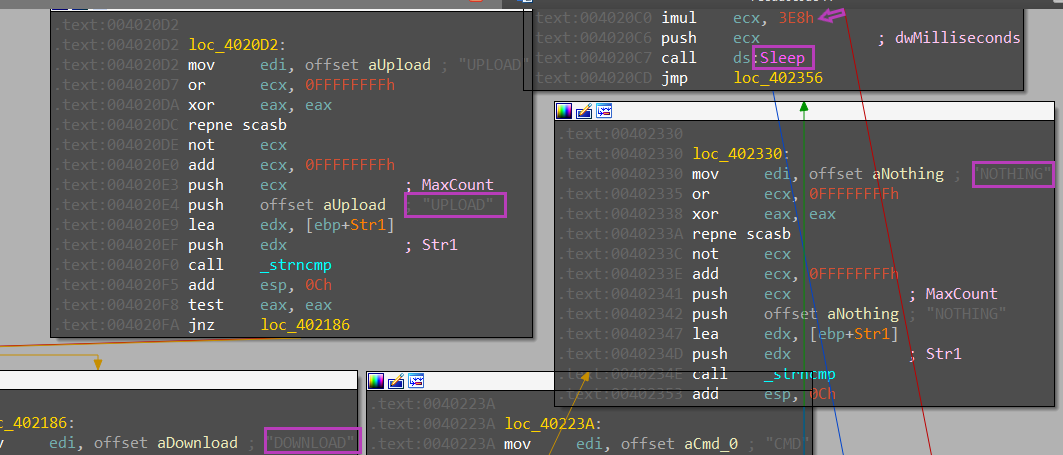 .text:004020D2
.text:004020D2 loc_4020D2:
.text:004020D2 mov edi, offset aUpload ; "UPLOAD"
.text:004020D7 or ecx, 0FFFFFFFFh
.text:004020DA xor eax, eax
.text:004020DC repne scasb
.text:004020DE not ecx
.text:004020E0 add ecx, 0FFFFFFFFh
.text:004020E3 push ecx ; MaxCount
.text:004020E4 push offset aUpload ; "UPLOAD"
.text:004020E9 lea edx, [ebp+Str1]
.text:004020EF push edx ; Str1
.text:004020F0 call _strncmp
.text:004020F5 add esp, 0Ch
.text:004020F8 test eax, eax
.text:004020FA jnz loc_402186
.text:004020C0 imul ecx, 3E8h
.text:004020C6 push ecx ; dwMilliseconds
.text:004020C7 call ds:Sleep
.text:004020CD jmp loc_402356
.text:00402330
.text:00402330 loc_402330:
.text:00402330 mov edi, offset aNothing ; "NOTHING"
.text:00402335 or ecx, 0FFFFFFFFh
.text:00402338 xor eax, eax
.text:0040233A repne scasb
.text:0040233C not ecx
.text:0040233E add ecx, 0FFFFFFFFh
.text:00402341 push ecx ; MaxCount
.text:00402342 push offset aNothing ; "NOTHING"
.text:00402347 lea edx, [ebp+Str1]
.text:0040234D push edx ; Str1
.text:0040234E call _strncmp
.text:00402353 add esp, 0Ch
oc_402186:
v edi, offset aDownload ; "DOWNLOAD"
.text:0040223A
.text:0040223A loc_40223A:
.text:0040223A mov edi, offset aCmd_0 ; "CMD"